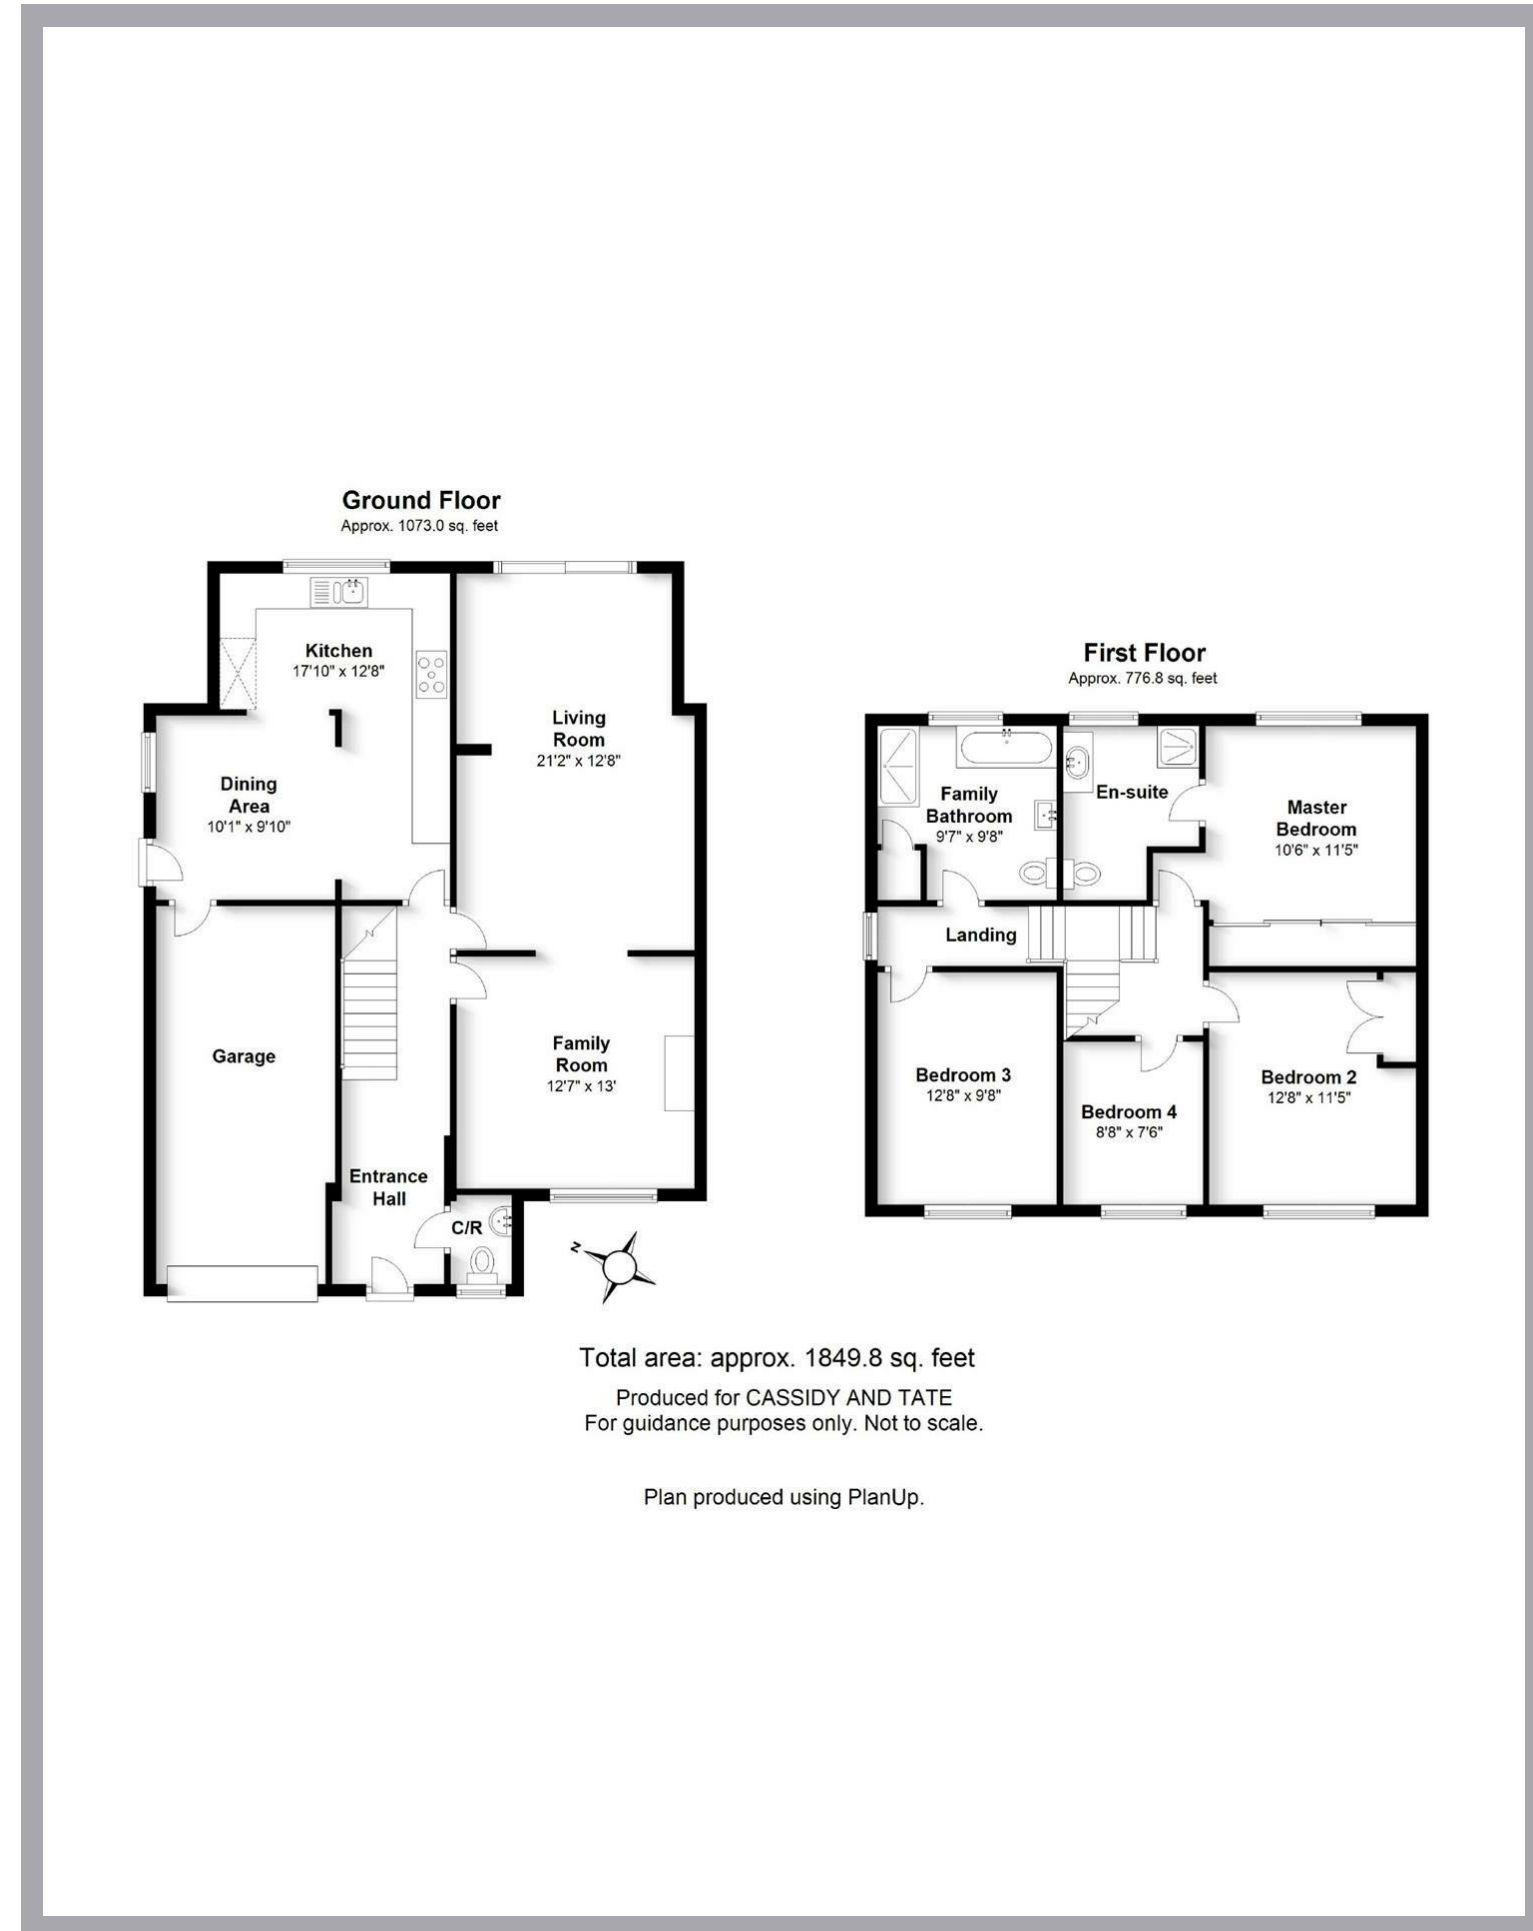 Ground Floor
Approx. 1073.0 sq. feet
Kitchen
17'10" x 12'8"
Living
Room
21'2" x 12'8"
Dining
Area
10'1" x 9'10"
Garage
Family
Room
12'7" x 13'
Entrance
Hall
C/R
N
First Floor
Approx. 776.8 sq. feet
Family
Bathroom
9'7" x 9'8"
En-suite
Master
Bedroom
10'6" x 11'5"
Landing
Bedroom 3
12'8" x 9'8"
Bedroom 4
8'8" x 7'6"
Bedroom 2
12'8" x 11'5"
Total area: approx. 1849.8 sq. feet
Produced for CASSIDY AND TATE
For guidance purposes only. Not to scale.
Plan produced using PlanUp.